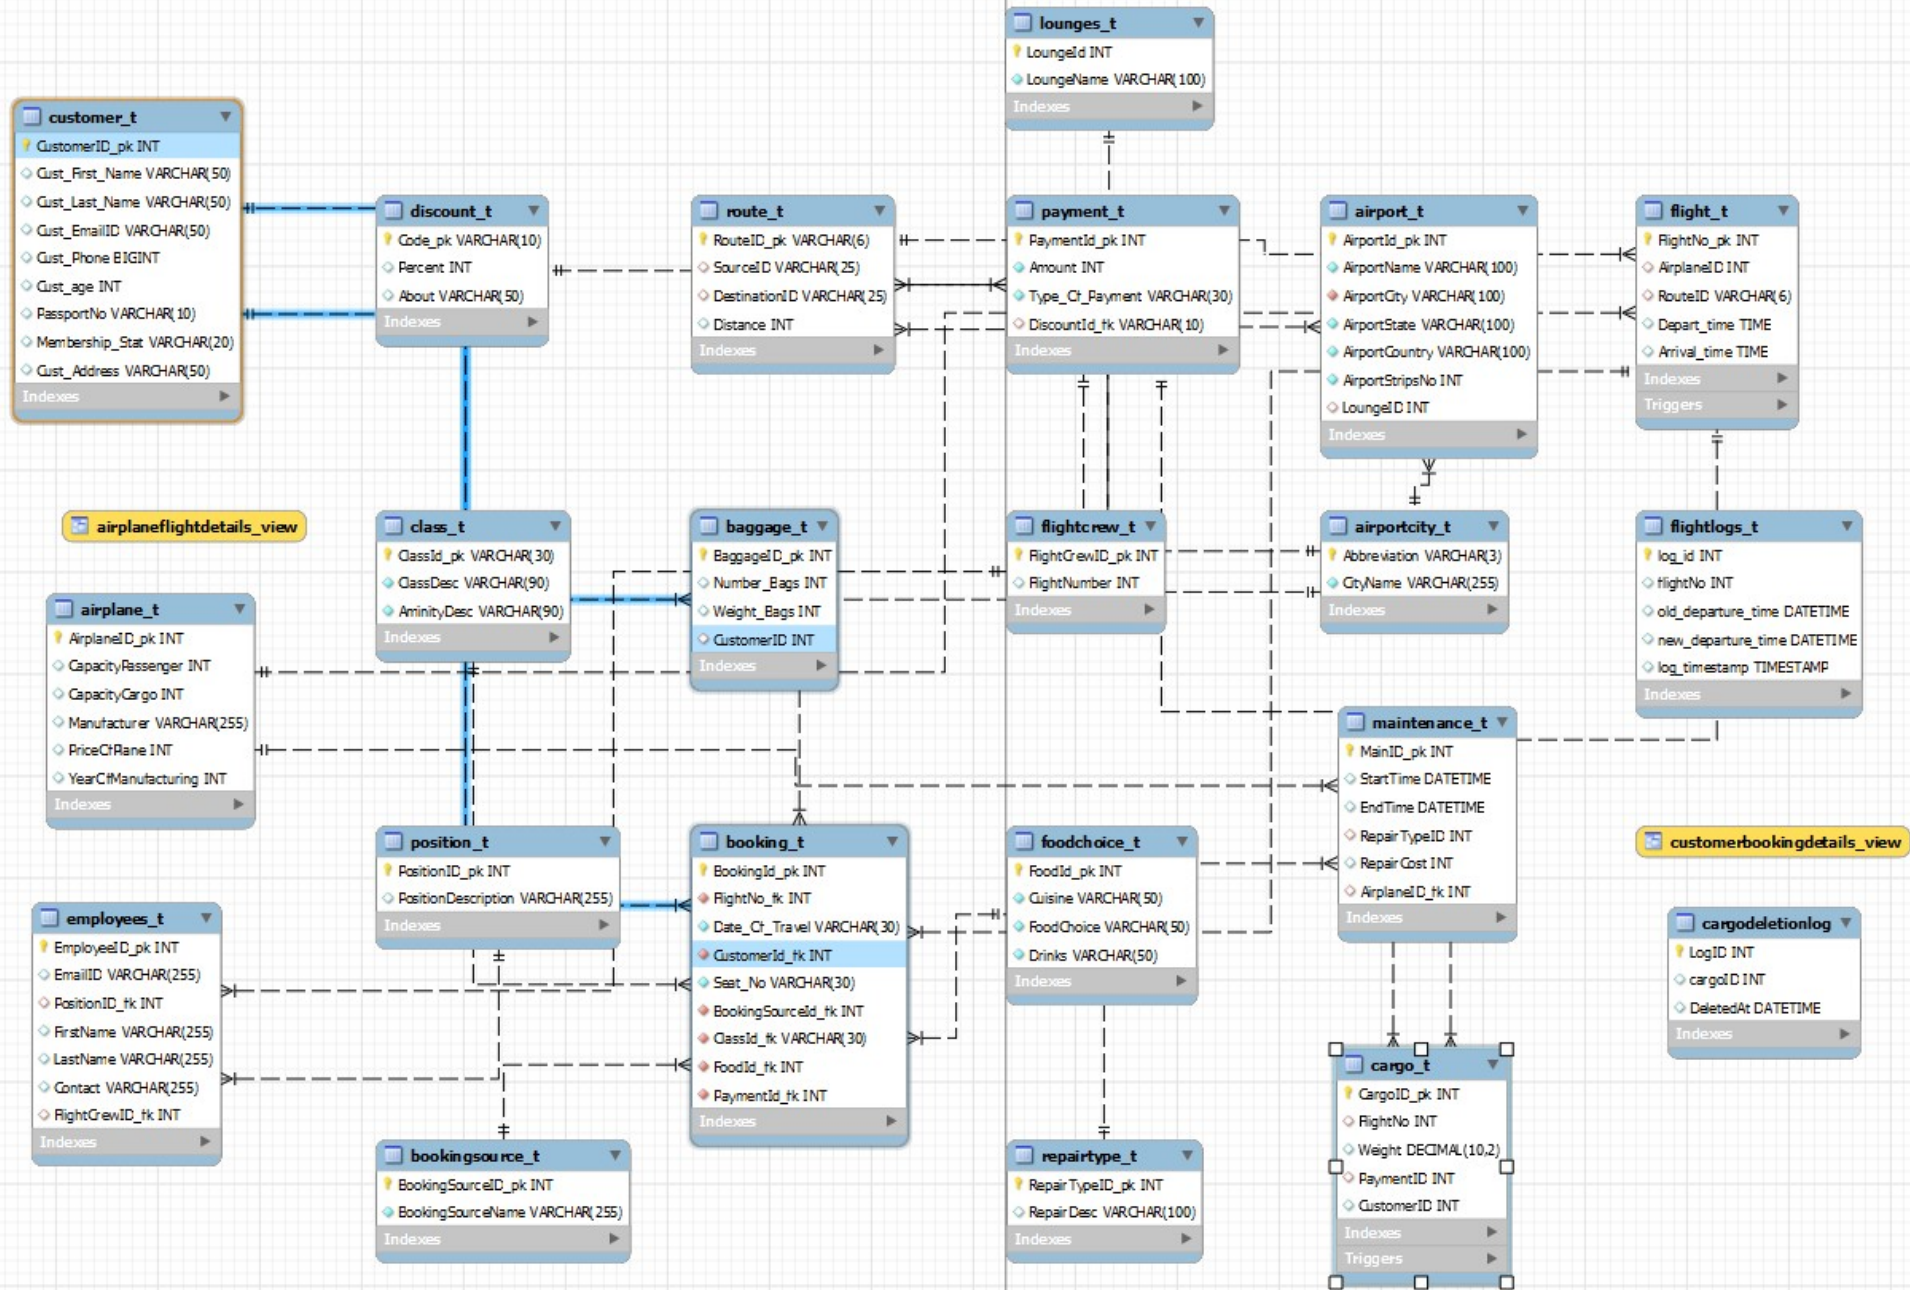 lounges_t
LoungeId INT
LoungeName VARCHAR(100)
Indexes
customer_t
CustomerID_pk INT
Cust_First_Name VARCHAR(50)
Cust_Last_Name VARCHAR(50)
Cust_EmailID VARCHAR(50)
Cust_Phone BIGINT
Cust_age INT
PassportNo VARCHAR(10)
Membership_Stat VARCHAR(20)
Cust_Address VARCHAR(50)
Indexes
discount_t
Code_pk VARCHAR(10)
Percent INT
About VARCHAR(50)
Indexes
route_t
RouteID_pk VARCHAR(6)
SourceID VARCHAR(25)
DestinationID VARCHAR(25)
Distance INT
Indexes
payment_t
PaymentId_pk INT
Amount INT
Type_Of_Payment VARCHAR(30)
DiscountId_fk VARCHAR(10)
Indexes
airport_t
AirportId_pk INT
AirportName VARCHAR(100)
AirportCity VARCHAR(100)
AirportState VARCHAR(100)
AirportCountry VARCHAR(100)
AirportStripsNo INT
LoungeID INT
Indexes
flight_t
FlightNo_pk INT
AirplaneID INT
RouteID VARCHAR(6)
Depart_time TIME
Arrival_time TIME
Indexes
Triggers
airplaneflightdetails_view
class_t
ClassId_pk VARCHAR(30)
ClassDesc VARCHAR(90)
AminityDesc VARCHAR(90)
Indexes
baggage_t
BaggageID_pk INT
Number_Bags INT
Weight_Bags INT
CustomerID INT
Indexes
flightcrew_t
FlightCrewID_pk INT
FlightNumber INT
Indexes
airportcity_t
Abbreviation VARCHAR(3)
CityName VARCHAR(255)
Indexes
flightlogs_t
log_id INT
flightNo INT
old_departure_time DATETIME
new_departure_time DATETIME
log_timestamp TIMESTAMP
Indexes
airplane_t
AirplaneID_pk INT
CapacityPassenger INT
CapacityCargo INT
Manufacturer VARCHAR(255)
PriceOfPlane INT
YearOfManufacturing INT
Indexes
maintenance_t
MainID_pk INT
StartTime DATETIME
EndTime DATETIME
RepairTypeID INT
RepairCost INT
AirplaneID_fk INT
Indexes
position_t
PositionID_pk INT
PositionDescription VARCHAR(255)
Indexes
booking_t
BookingId_pk INT
FlightNo_fk INT
Date_Of_Travel VARCHAR(30)
CustomerId_fk INT
Seat_No VARCHAR(30)
BookingSourceId_fk INT
ClassId_fk VARCHAR(30)
FoodId_fk INT
PaymentId_fk INT
Indexes
foodchoice_t
FoodId_pk INT
Cuisine VARCHAR(50)
FoodChoice VARCHAR(50)
Drinks VARCHAR(50)
Indexes
customerbookingdetails_view
employees_t
EmployeeID_pk INT
EmailID VARCHAR(255)
PositionID_fk INT
FirstName VARCHAR(255)
LastName VARCHAR(255)
Contact VARCHAR(255)
FlightCrewID_fk INT
Indexes
cargodeletionlog
LogID INT
cargoID INT
DeletedAt DATETIME
Indexes
bookingsource_t
BookingSourceID_pk INT
BookingSourceName VARCHAR(255)
Indexes
repairtype_t
RepairTypeID_pk INT
RepairDesc VARCHAR(100)
Indexes
cargo_t
CargoID_pk INT
FlightNo INT
Weight DECIMAL(10,2)
PaymentID INT
CustomerID INT
Indexes
Triggers